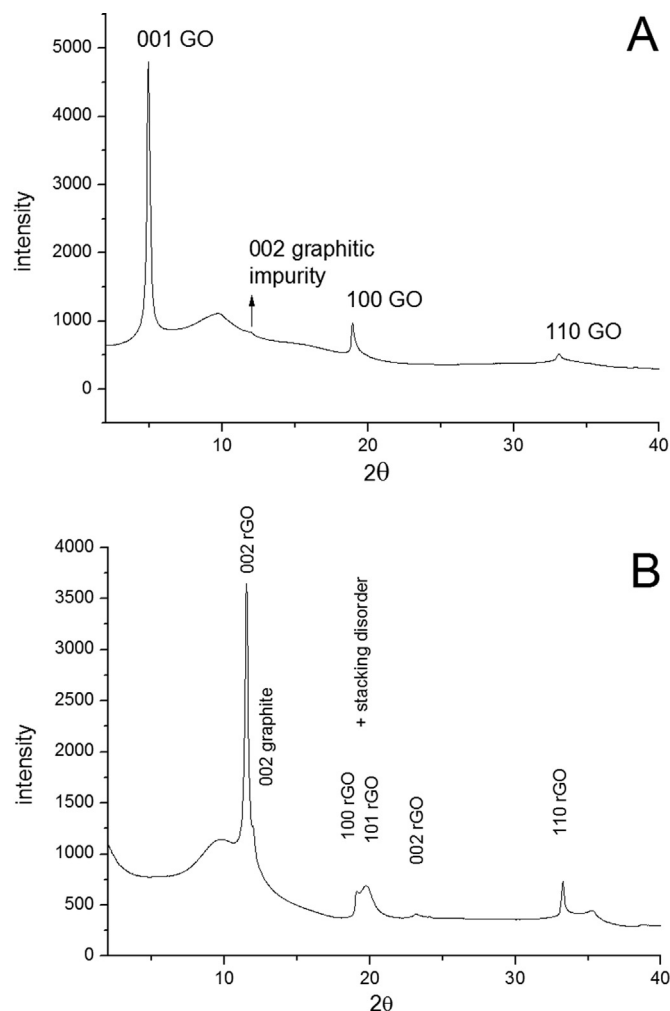 A
001 GO
002 graphitic
impurity
100 GO
110 GO
intensity
5000
4000
3000
2000
1000
0
10
20
30
40
2θ
B
002 rGO
002 graphite
+ stacking disorder
100 rGO
101 rGO
002 rGO
110 rGO
intensity
4000
3500
3000
2500
2000
1500
1000
500
0
10
20
30
40
2θ